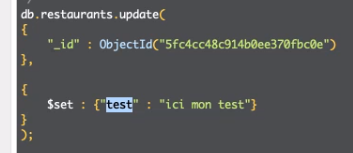 db.restaurants.update(
{
"_id" : ObjectId("5fc4cc48c914b0ee370fbc0e")
},
{
$set : {"test" : "ici mon test"}
}
);